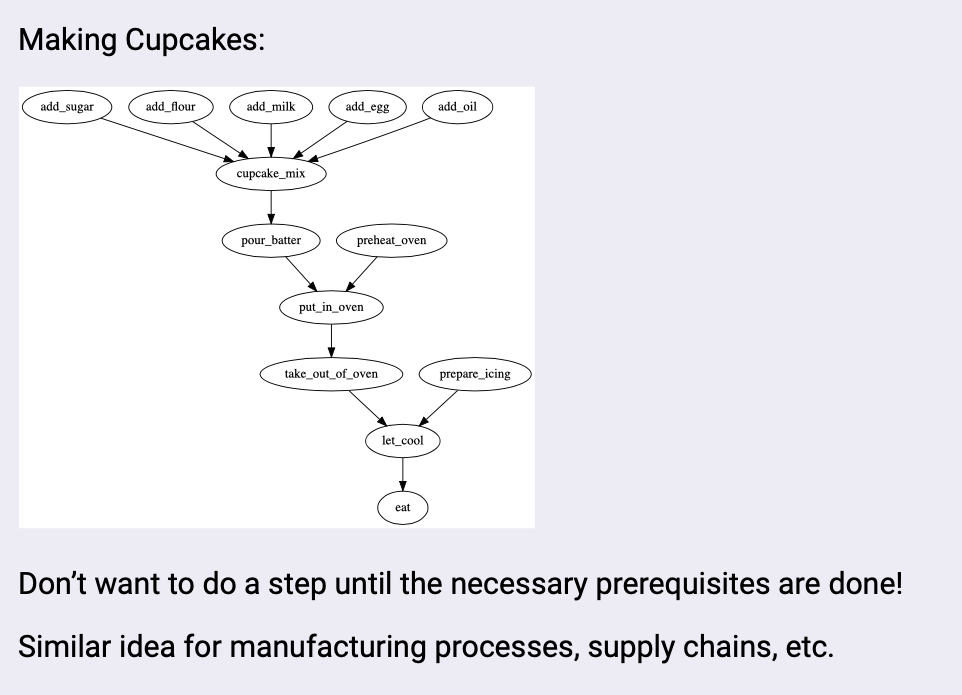 Making Cupcakes:
add_sugar add_flour add_milk add_egg add_oil
cupcake_mix
pour_batter preheat_oven
put_in_oven
take_out_of_oven prepare_icing
let_cool
eat
Don’t want to do a step until the necessary prerequisites are done!
Similar idea for manufacturing processes, supply chains, etc.